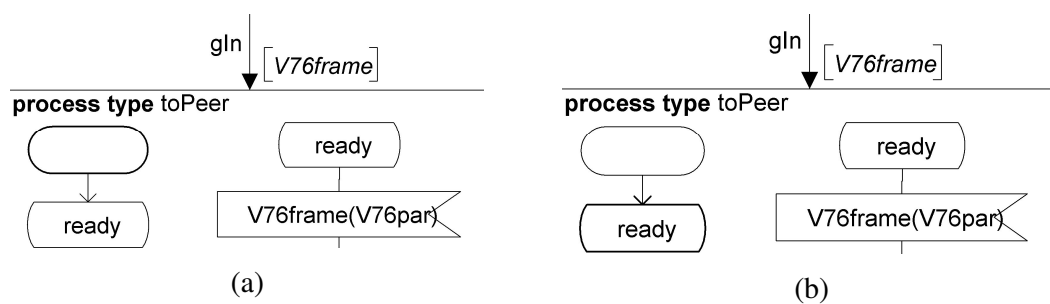 gIn
[V76frame]
process type toPeer
ready
ready
V76frame(V76par)
(a)
gIn
[V76frame]
process type toPeer
ready
ready
V76frame(V76par)
(b)